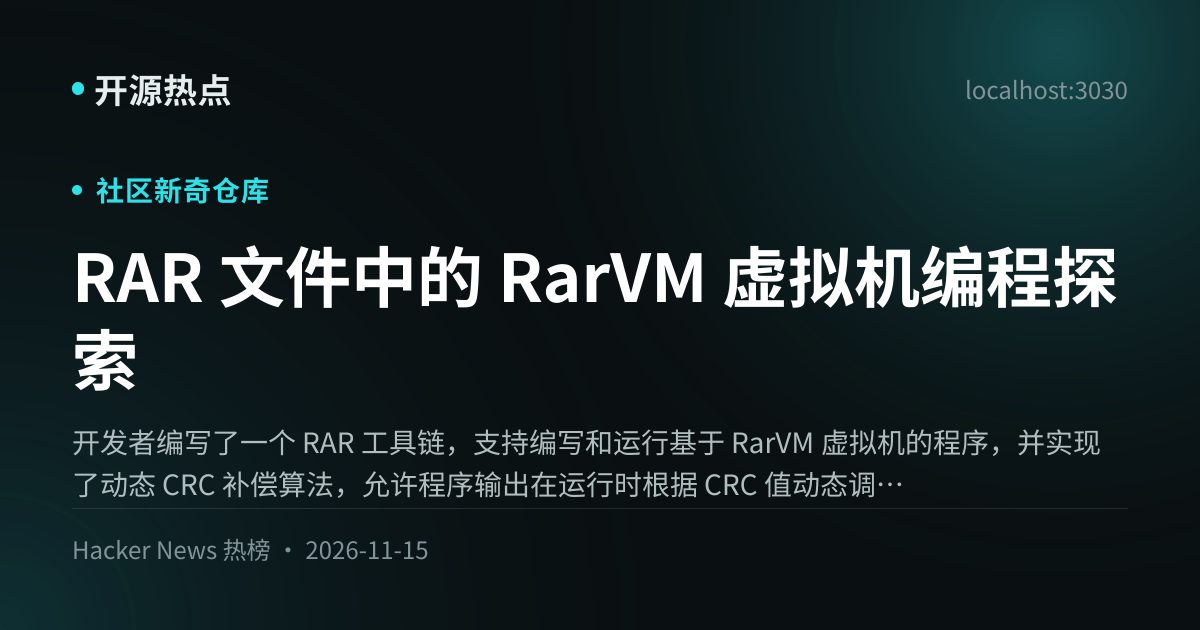 开源热点
localhost:3030
社区新奇仓库
RAR 文件中的 RarVM 虚拟机编程探
索
开发者编写了一个 RAR 工具链，支持编写和运行基于 RarVM 虚拟机的程序，并实现
了动态 CRC 补偿算法，允许程序输出在运行时根据 CRC 值动态调…
Hacker News 热榜 • 2026-11-15